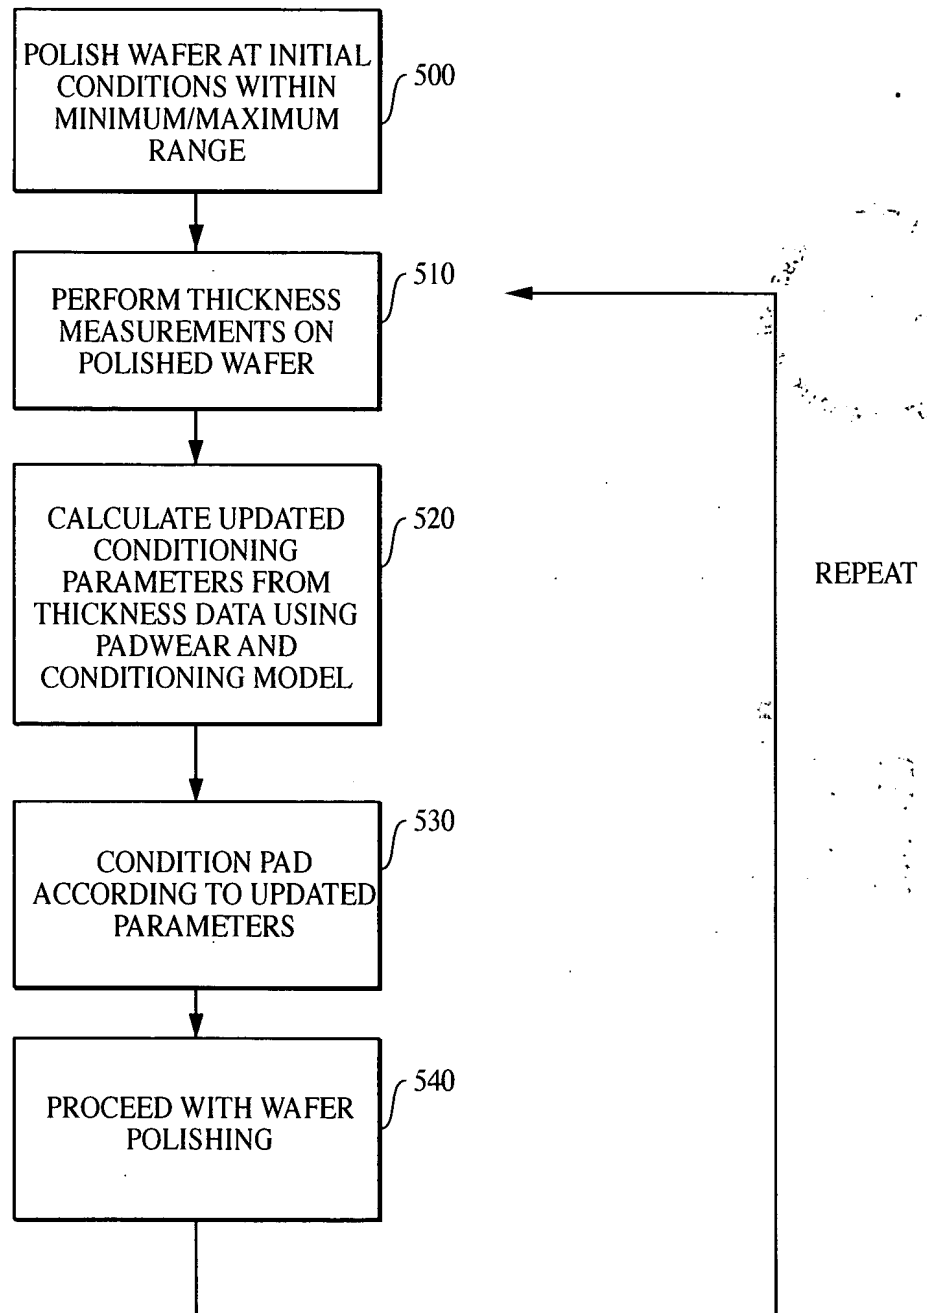 POLISH WAFER AT INITIAL
CONDITIONS WITHIN
MINIMUM/MAXIMUM
RANGE
500
PERFORM THICKNESS
MEASUREMENTS ON
POLISHED WAFER
510
CALCULATE UPDATED
CONDITIONING
PARAMETERS FROM
THICKNESS DATA USING
PADWEAR AND
CONDITIONING MODEL
520
REPEAT
CONDITION PAD
ACCORDING TO UPDATED
PARAMETERS
530
PROCEED WITH WAFER
POLISHING
540